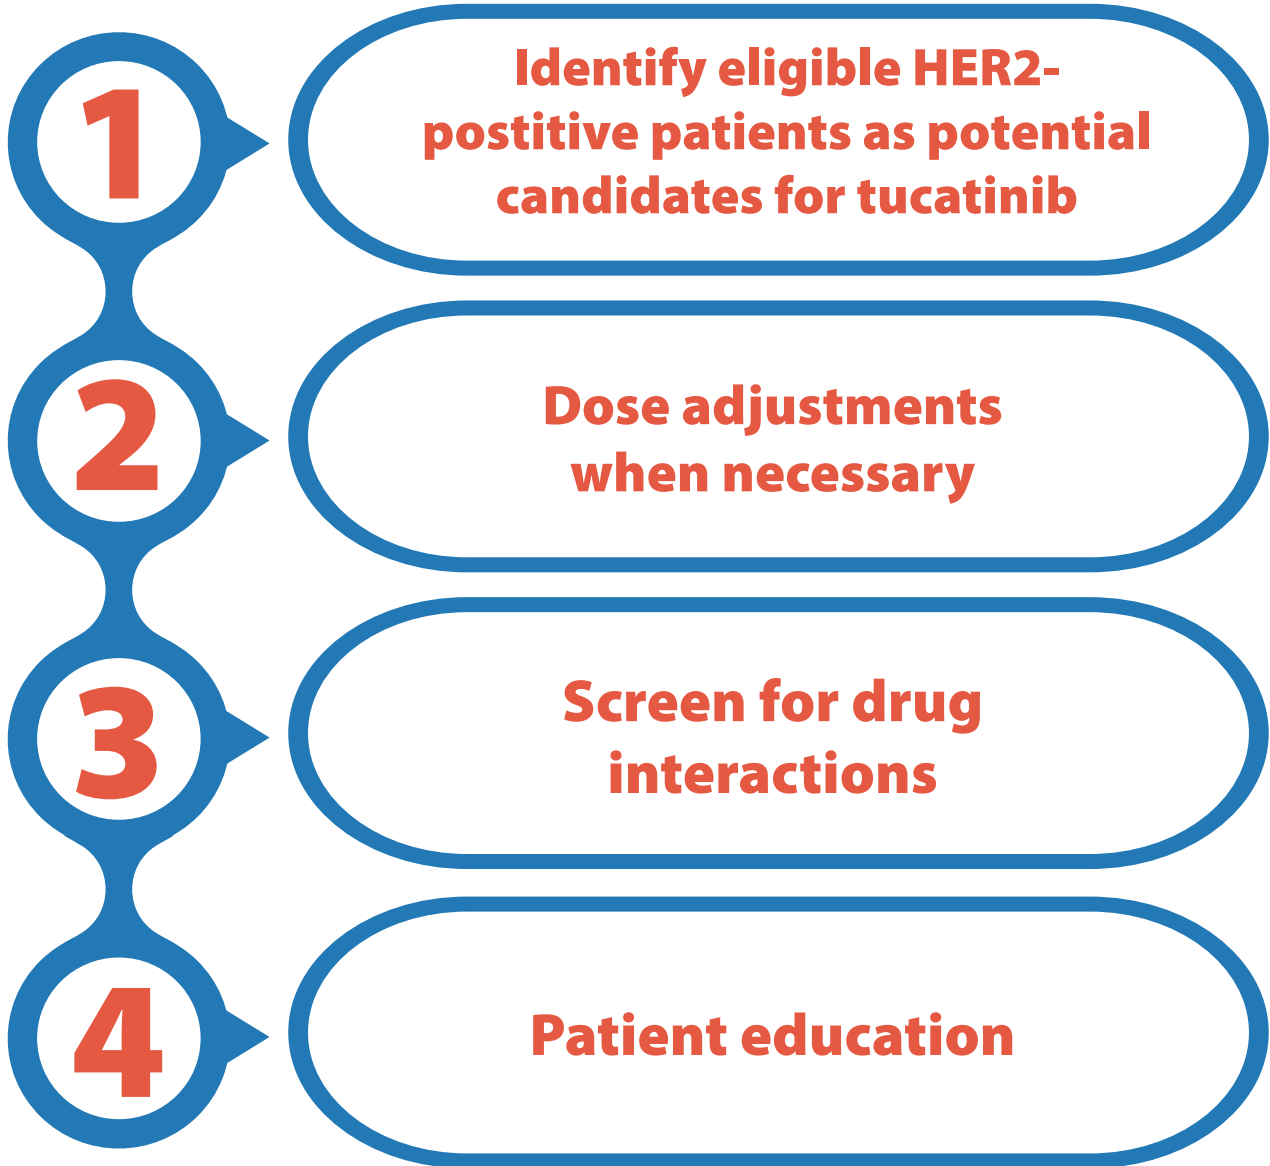 1
Identify eligible HER2-
postitive patients as potential
candidates for tucatinib
2
Dose adjustments
when necessary
3
Screen for drug
interactions
4
Patient education